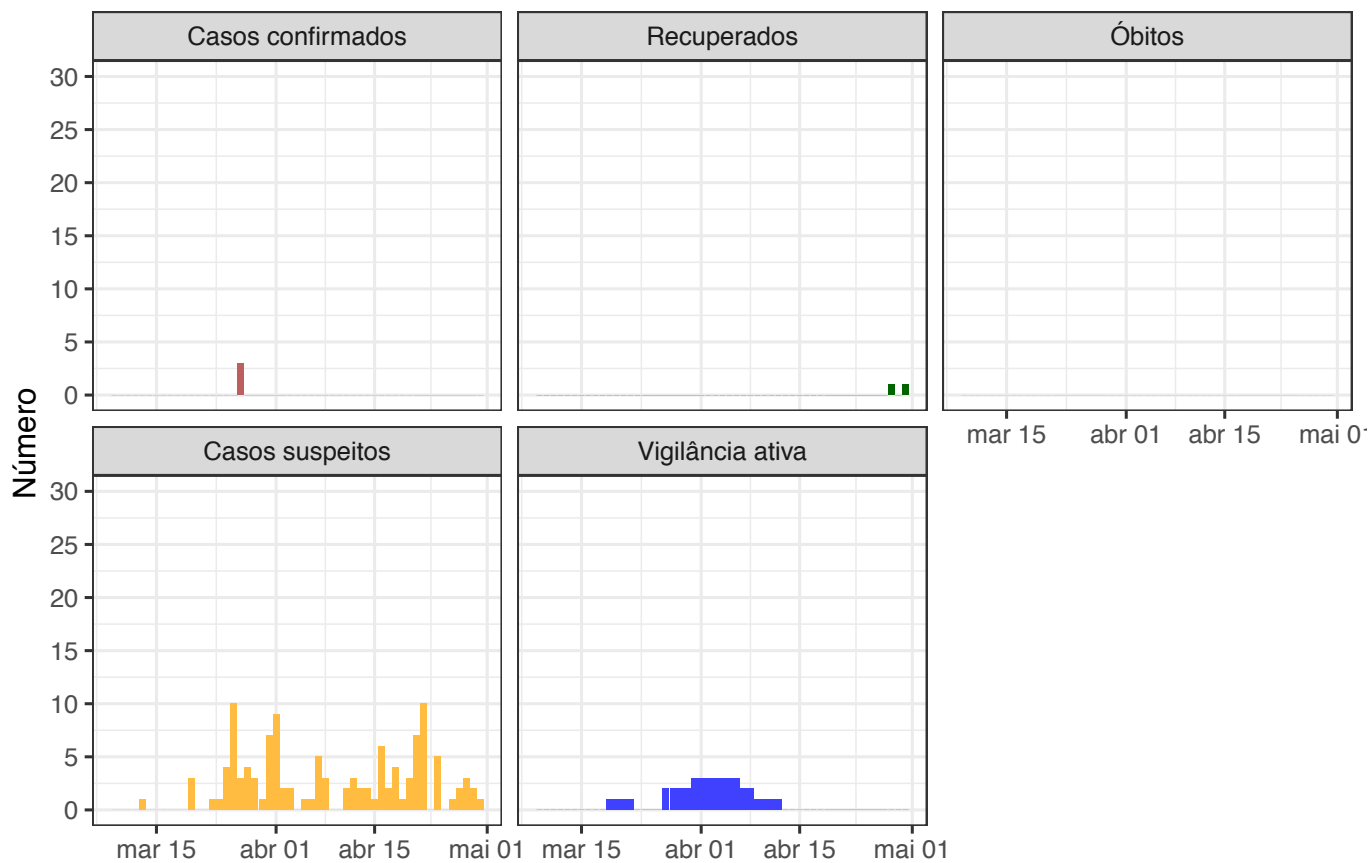 Casos confirmados
Recuperados
Óbitos
30
25
20
15
10
5
0
mar 15
abr 01
abr 15
mai 01
Número
Casos suspeitos
Vigilância ativa
30
25
20
15
10
5
0
mar 15
abr 01
abr 15
mai 01
mar 15
abr 01
abr 15
mai 01